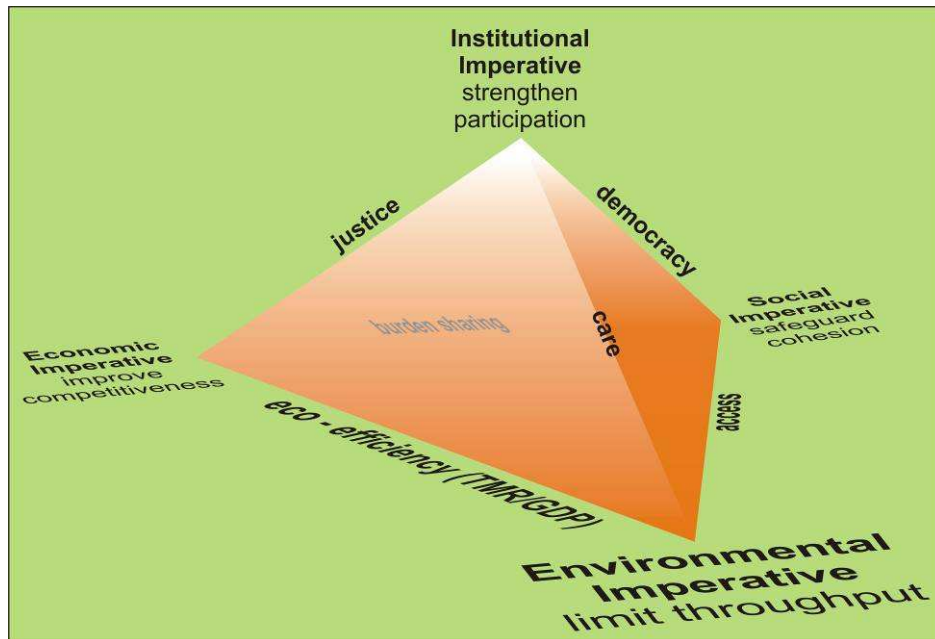 Institutional
Imperative
strengthen
participation
justice
democracy
burden sharing
care
Social
Imperative
safeguard
cohesion
Economic
Imperative
improve
competitiveness
access
eco - efficiency (TMR/GDP)
Environmental
Imperative
limit throughput